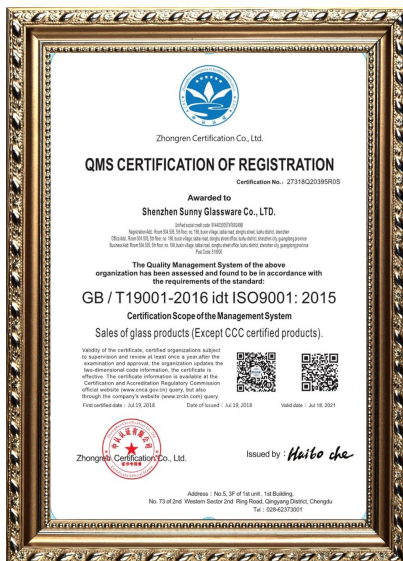 Zhongren Certification Co., Ltd.
QMS CERTIFICATION OF REGISTRATION
Certification No.: 27318Q20395R0S
Awarded to
Shenzhen Sunny Glassware Co., LTD.
The Quality Management System of the above
organization has been assessed and found to be in accordance with
the requirements of the standard:
GB / T19001-2016 idt ISO9001: 2015
Certification Scope of the Management System
Sales of glass products (Except CCC certified products).
Validity of the certificate, certified organizations subject
to supervision and review at least once a year,after the
examination and approval, the organization updates the
two-dimensional code information, the certificate is
effective. The certificate information is available at the
Certification and Accreditation Regulatory Commission
official website (www.cnca.gov.cn) query, but also
through the company's website (www.zrcln.com) query.
First certified date : Jul.19, 2018
Date of Issued : Jul.19, 2018
Valid date : Jul.18, 2021
Zhongren Certification Co., Ltd.
Issued by : Haibo che
Address : No.5, 3F of 1st unit , 1st Building,
No. 73 of 2nd Western Sector 2nd Ring Road, Qingyang District, Chengdu
Tel : 028-62373001